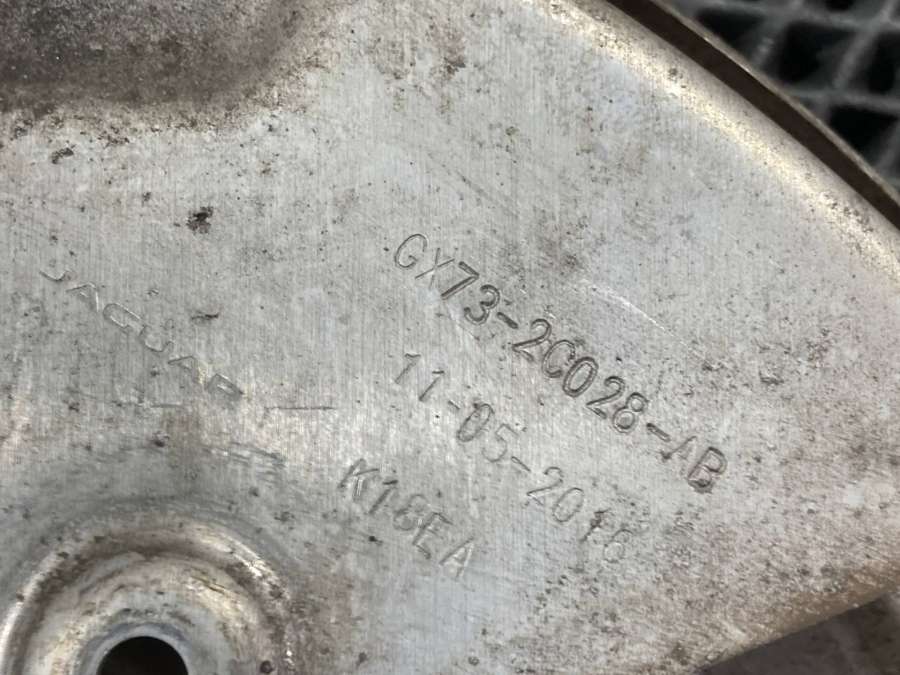 JAGUAR
GX73-2C028-AB
11-05-2016
K18EA